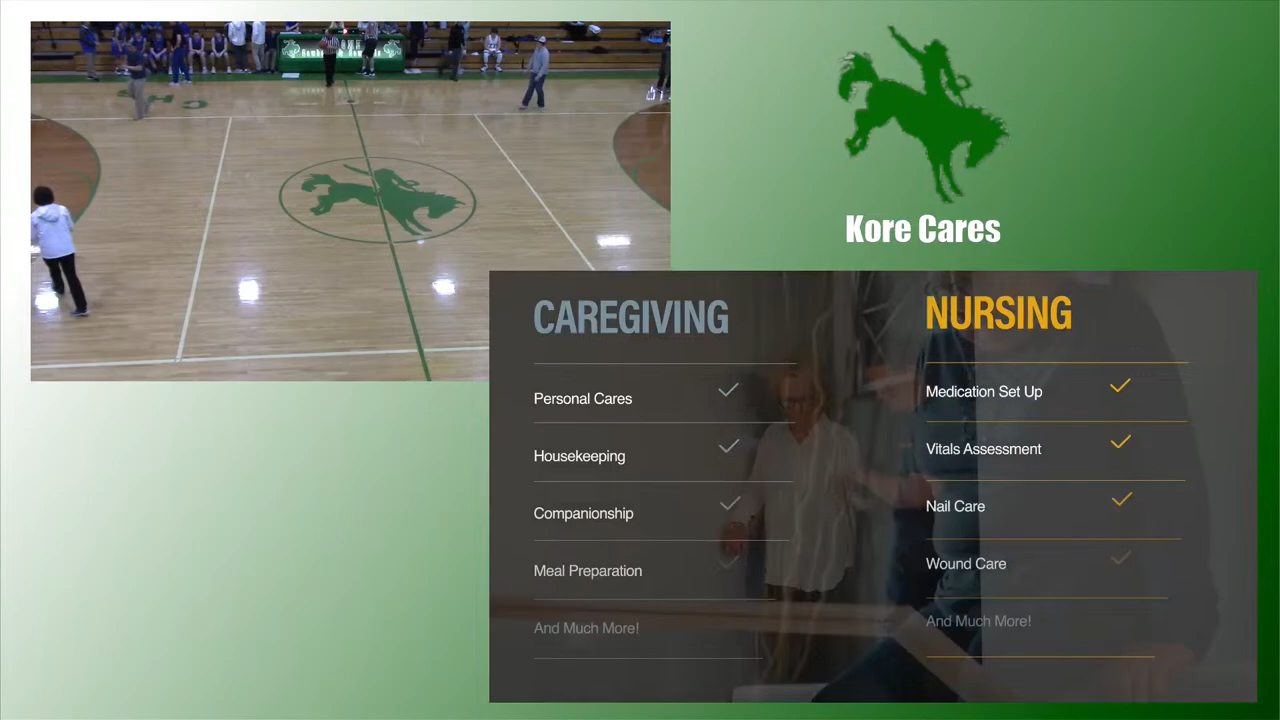 Kore Cares
CAREGIVING
Personal Cares
Housekeeping
Companionship
Meal Preparation
And Much More!
NURSING
Medication Set Up
Vitals Assessment
Nail Care
Wound Care
And Much More!